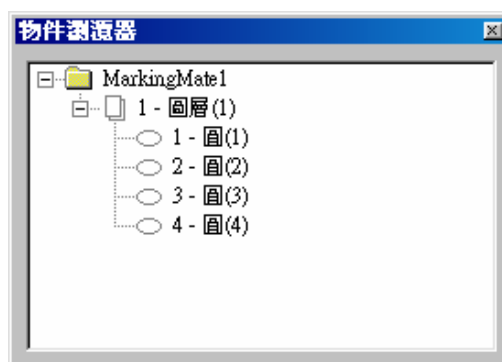 物件瀏覽器
MarkingMate1
1 - 圖層(1)
1 - 圓(1)
2 - 圓(2)
3 - 圓(3)
4 - 圓(4)